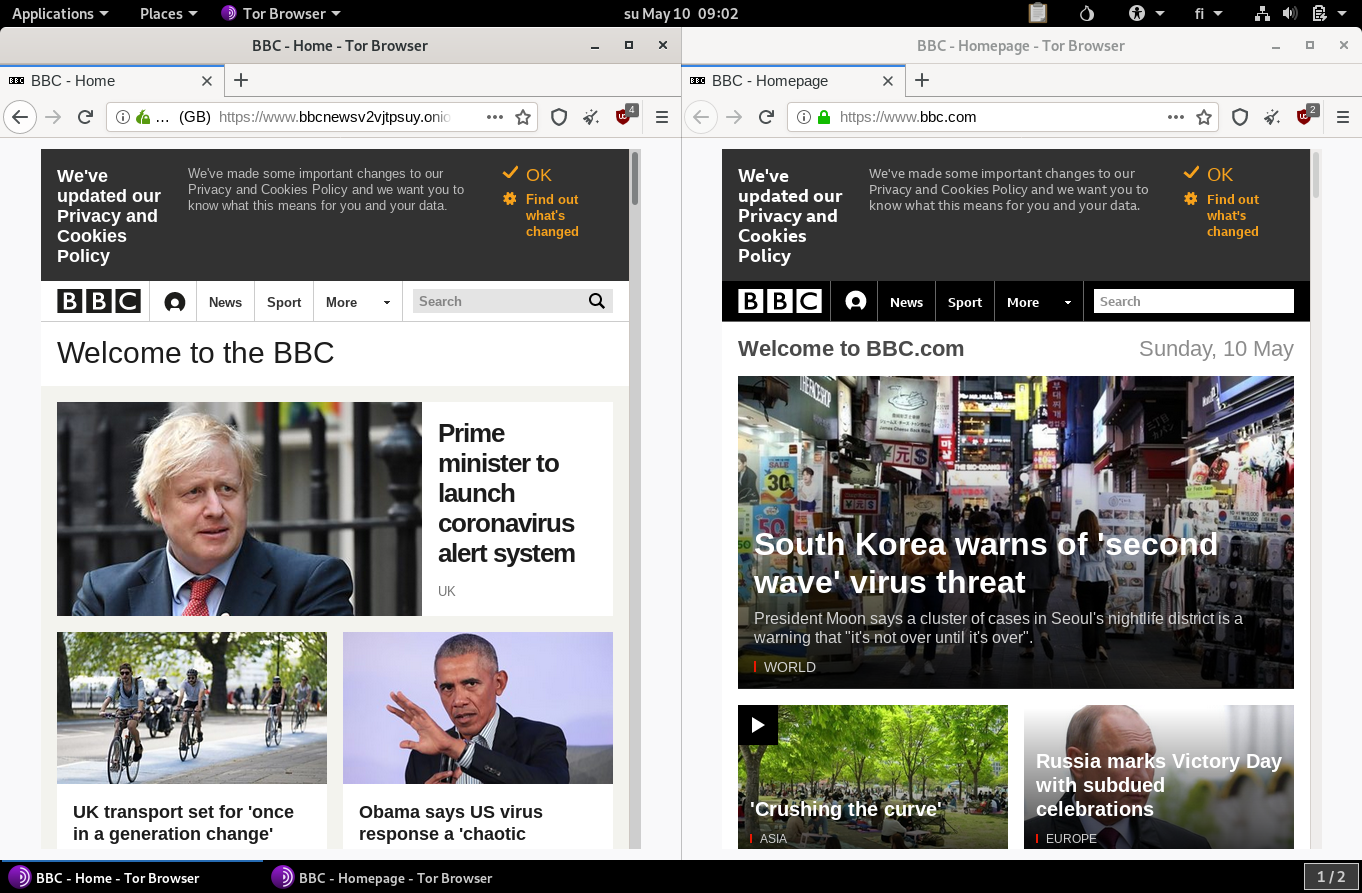 Applications Places Tor Browser su May 10 09:02 fi
BBC - Home - Tor Browser
BBC - Home
... (GB) https://www.bbcnewsv2vjtpsuy.onio
4
We've
updated our
Privacy and
Cookies
Policy
We've made some important changes to our
Privacy and Cookies Policy and we want you to
know what this means for you and your data.
OK
Find out
what's
changed
BBC News Sport More Search
Welcome to the BBC
Prime
minister to
launch
coronavirus
alert system
UK
UK transport set for 'once
in a generation change'
Obama says US virus
response a 'chaotic
BBC - Homepage - Tor Browser
BBC - Homepage
https://www.bbc.com
2
We've
updated our
Privacy and
Cookies
Policy
We've made some important changes to our
Privacy and Cookies Policy and we want you to
know what this means for you and your data.
OK
Find out
what's
changed
BBC News Sport More Search
Welcome to BBC.com Sunday, 10 May
THEFACESHOP
SALE
30
50
South Korea warns of 'second
wave' virus threat
President Moon says a cluster of cases in Seoul's nightlife district is a
warning that "it's not over until it's over".
WORLD
'Crushing the curve'
ASIA
Russia marks Victory Day
with subdued
celebrations
EUROPE
BBC - Home - Tor Browser BBC - Homepage - Tor Browser 1 / 2